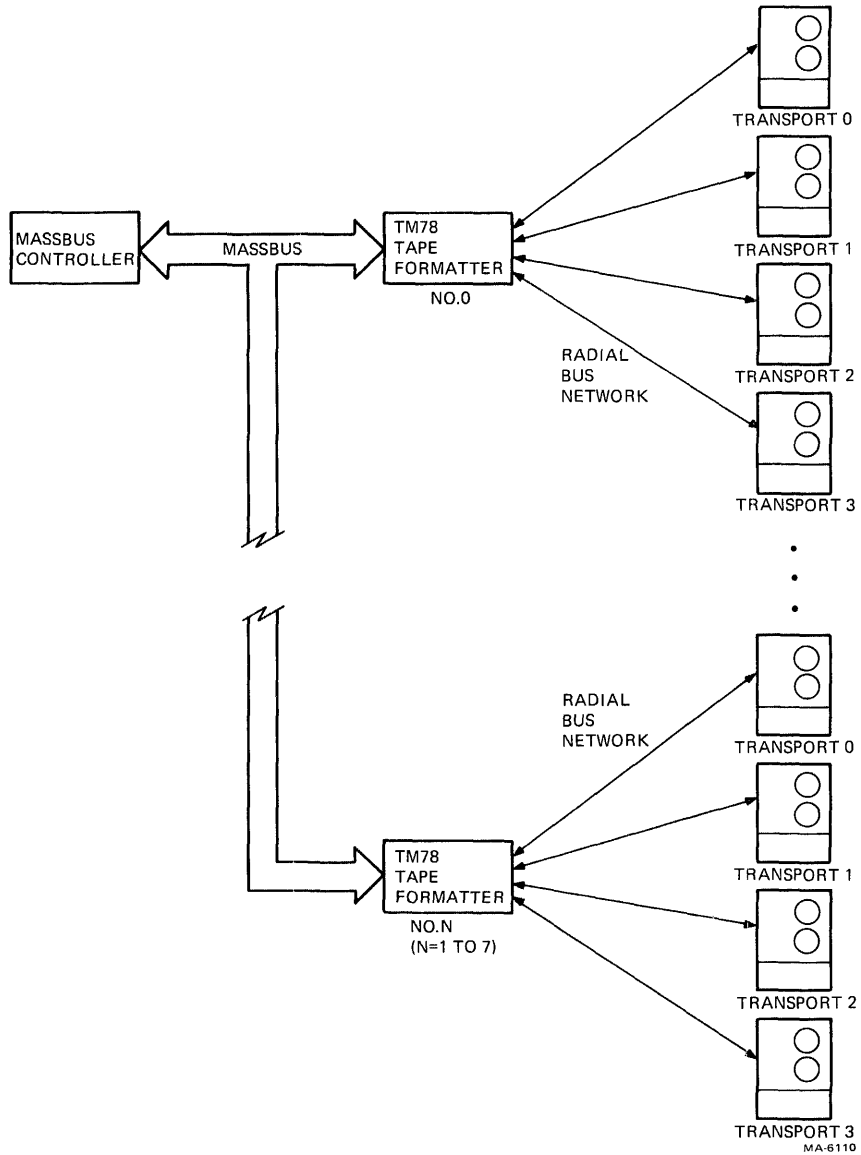 TRANSPORT 0
TRANSPORT 1
MASSBUS
CONTROLLER
MASSBUS
TM78
TAPE
FORMATTER
NO.0
RADIAL
BUS
NETWORK
TRANSPORT 2
TRANSPORT 3
RADIAL
BUS
NETWORK
TRANSPORT 0
TM78
TAPE
FORMATTER
NO.N
(N=1 TO 7)
TRANSPORT 1
TRANSPORT 2
TRANSPORT 3
MA-6110